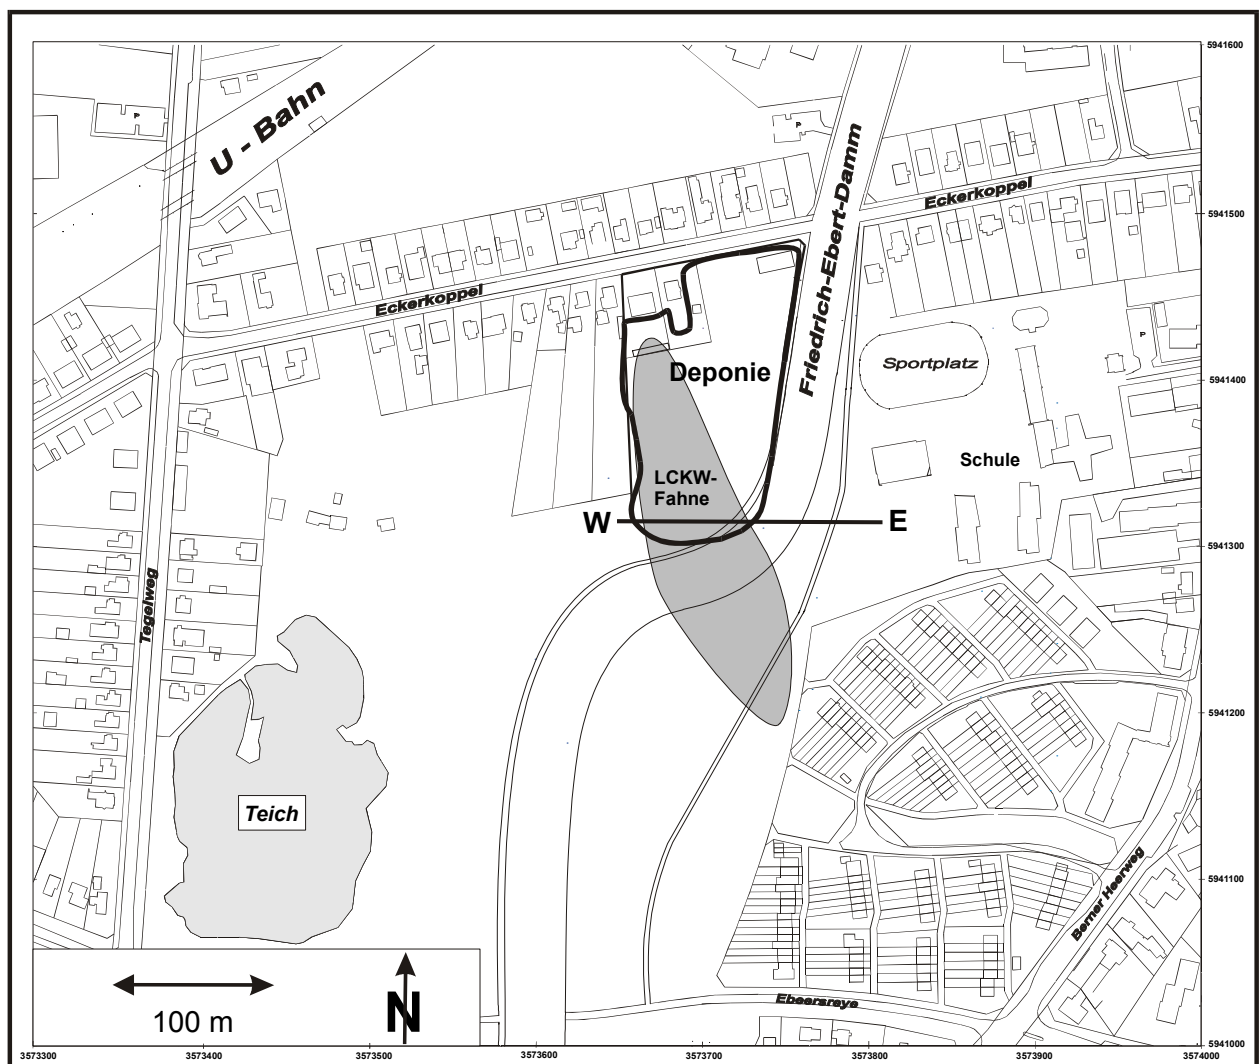 5941600
P
U - Bahn
P
Friedrich-Ebert-Damm
Eckerkoppel
5941500
Eckerkoppel
P
Sportplatz
Deponie
5941400
LCKW-
Fahne
Schule
W
E
5941300
Tegelweg
5941200
Teich
5941100
Berner Heerweg
Ebeersreye
100 m
N
5941000
3573300
3573400
3573500
3573600
3573700
3573800
3573900
3574000